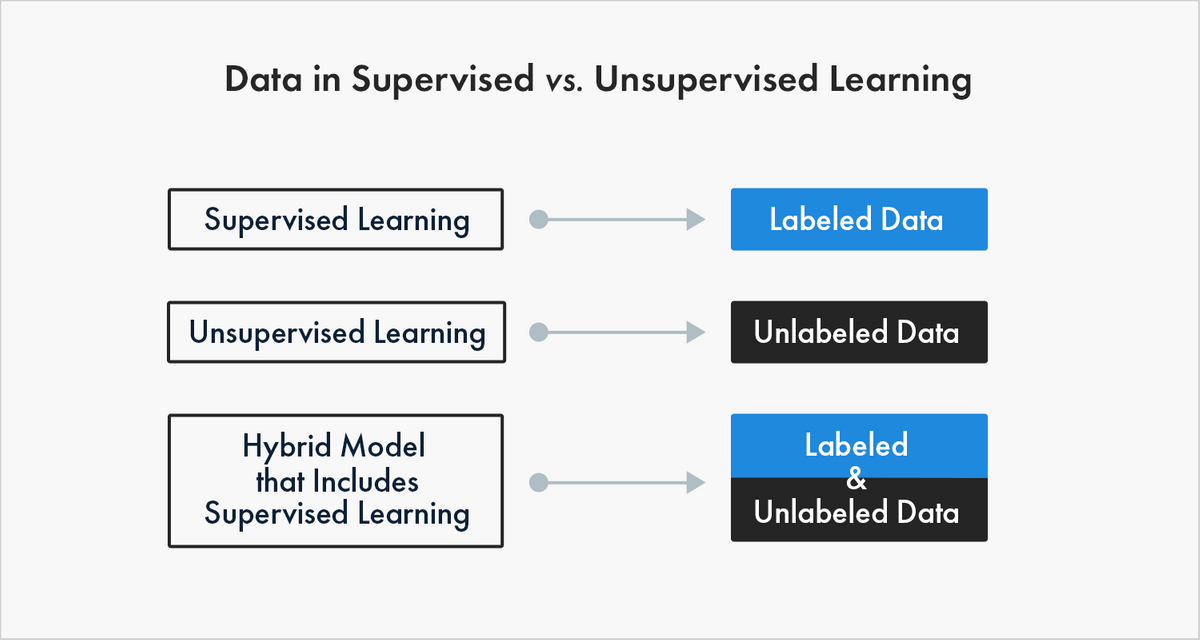 Data in Supervised vs. Unsupervised Learning
Supervised Learning
Labeled Data
Unsupervised Learning
Unlabeled Data
Hybrid Model
that Includes
Supervised Learning
Labeled
&
Unlabeled Data